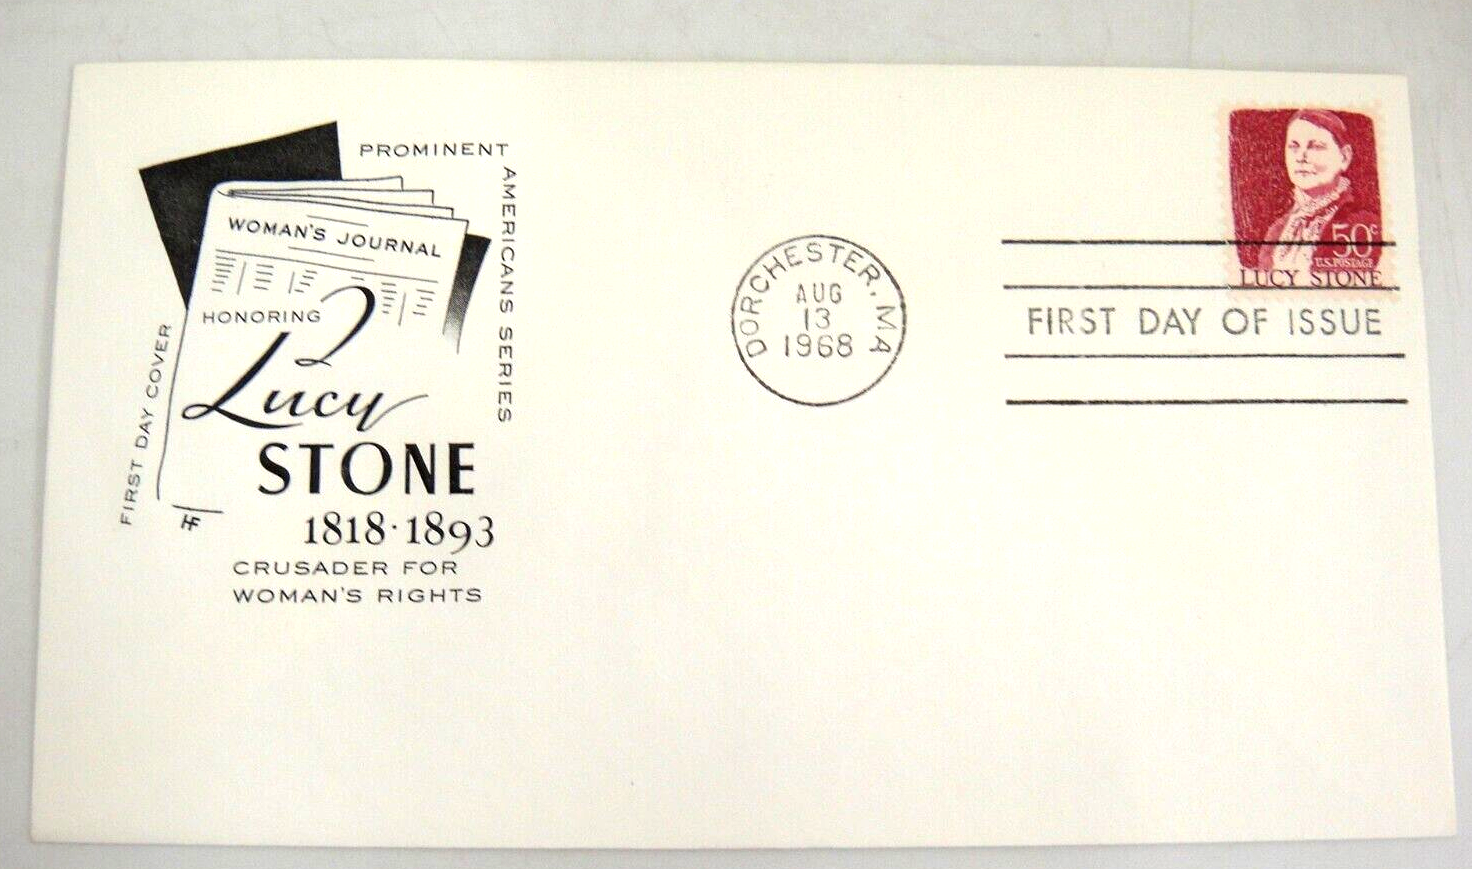 PROMINENT
AMERICANS SERIES
WOMAN'S JOURNAL
HONORING
Lucy
STONE
1818·1893
CRUSADER FOR
WOMAN'S RIGHTS
FIRST DAY COVER
HF
DORCHESTER, MA
AUG
13
1968
50c
U.S. POSTAGE
LUCY STONE
FIRST DAY OF ISSUE